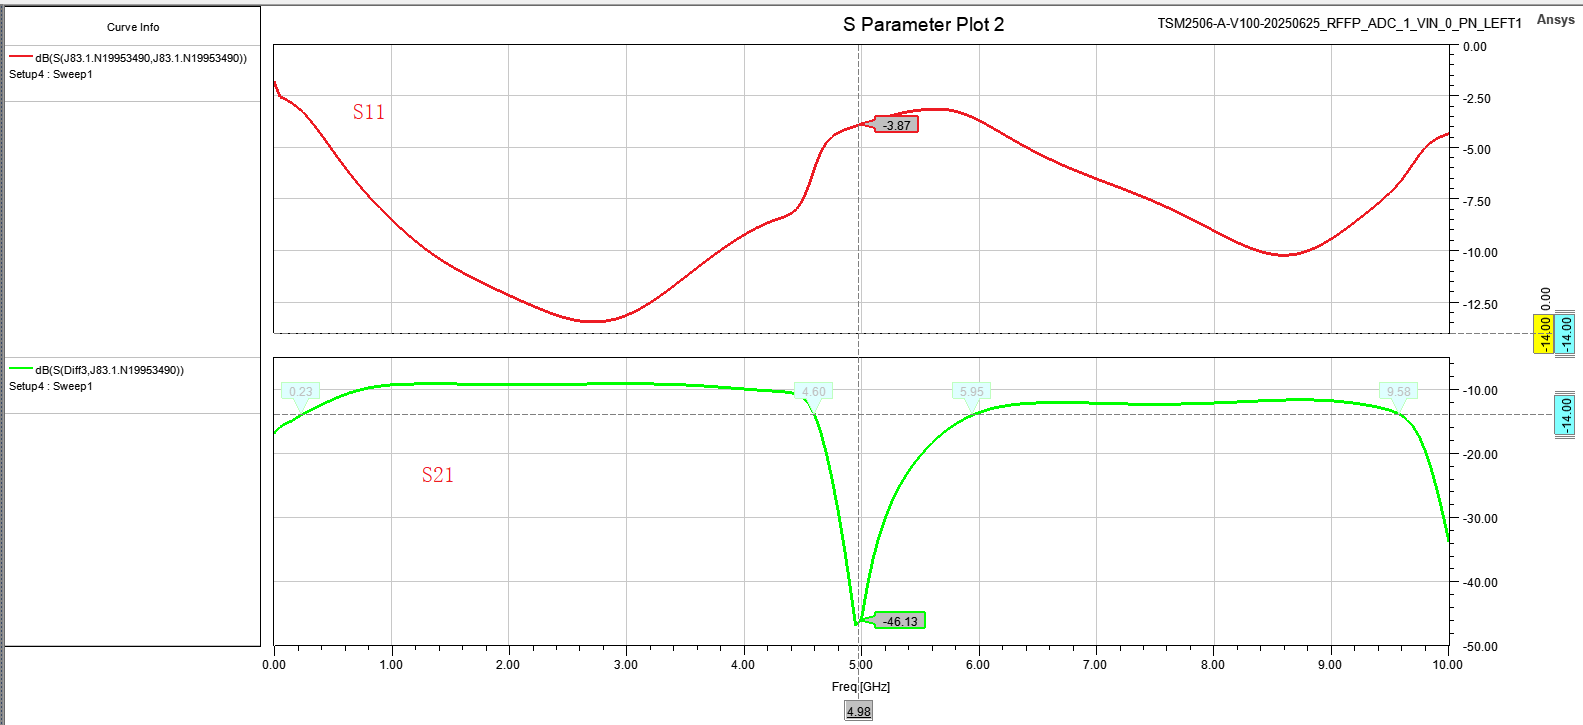 S Parameter Plot 2
TSM2506-A-V100-20250625_RFFP_ADC_1_VIN_0_PN_LEFT1
Ansys
Curve Info
dB(S(J83.1.N19953490,J83.1.N19953490))
Setup4 : Sweep1
S11
-3.87
0.00
-2.50
-5.00
-7.50
-10.00
-12.50
0.00
-14.00
-14.00
dB(S(Diff3,J83.1.N19953490))
Setup4 : Sweep1
0.23
4.60
5.95
9.58
S21
-46.13
-10.00
-20.00
-30.00
-40.00
-50.00
-14.00
0.00 1.00 2.00 3.00 4.00 5.00 6.00 7.00 8.00 9.00 10.00
Freq [GHz]
4.98